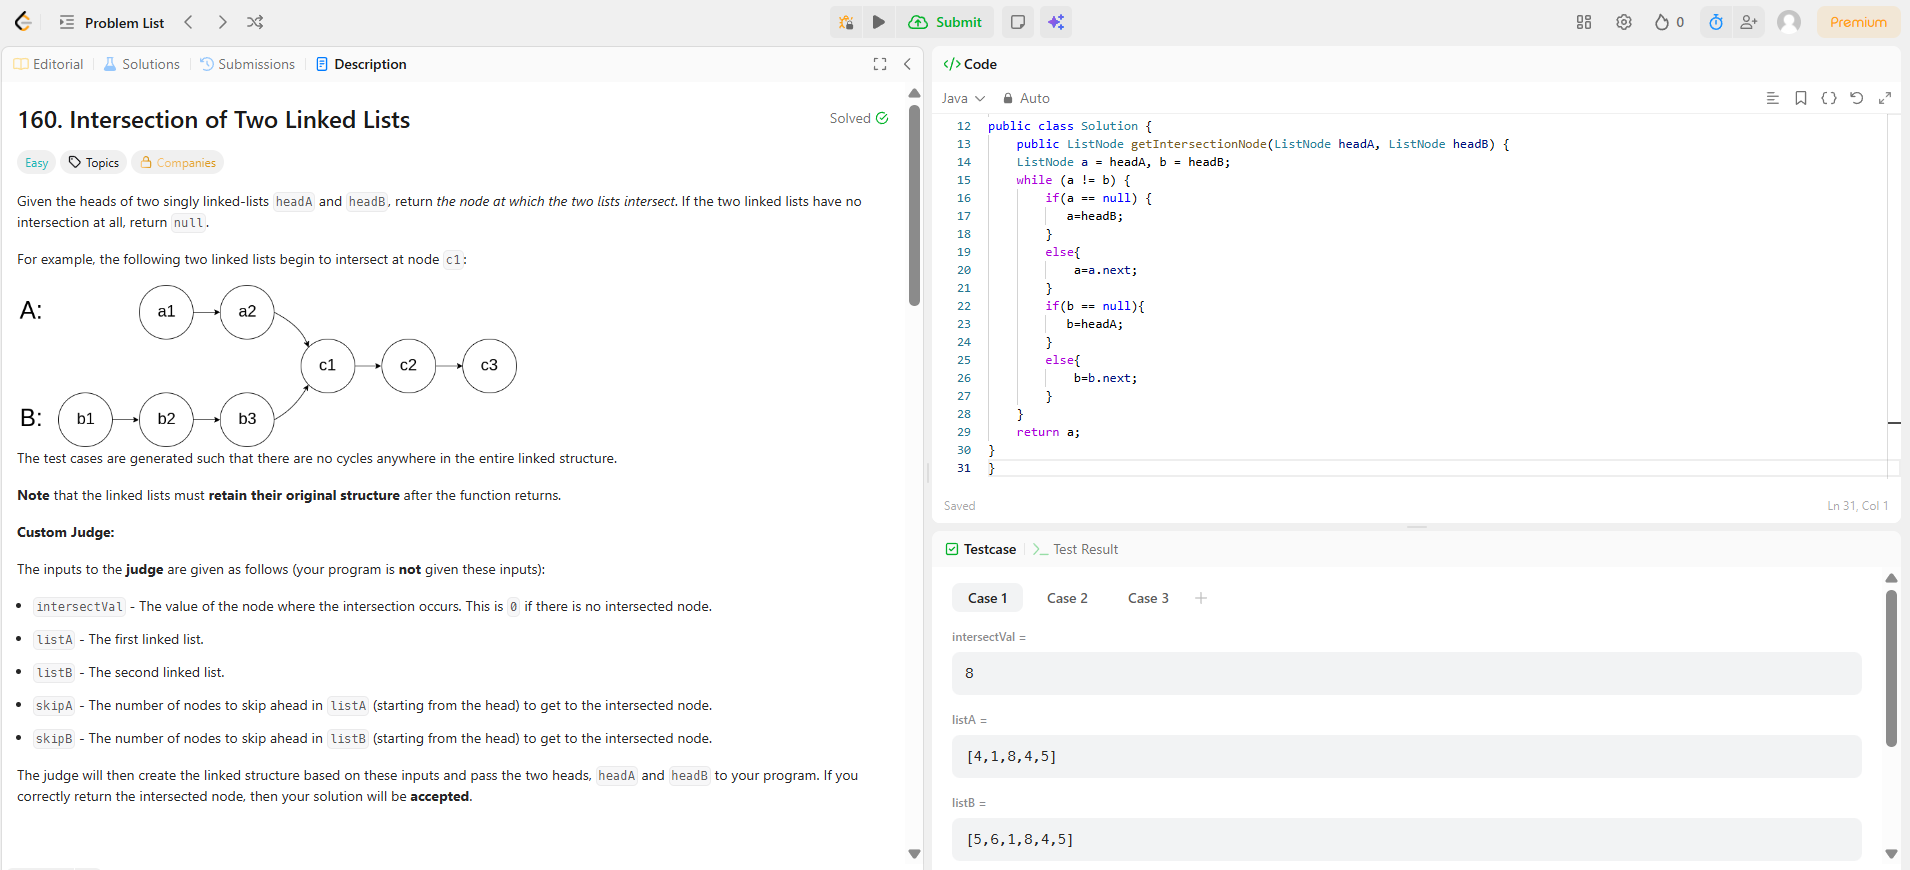 Problem List
Submit
0
Premium
Editorial
Solutions
Submissions
Description
160. Intersection of Two Linked Lists
Solved
Easy
Topics
Companies
Given the heads of two singly linked-lists headA and headB, return the node at which the two lists intersect. If the two linked lists have no
intersection at all, return null.
For example, the following two linked lists begin to intersect at node c1:
A:
a1
a2
c1
c2
c3
B:
b1
b2
b3
The test cases are generated such that there are no cycles anywhere in the entire linked structure.
Note that the linked lists must retain their original structure after the function returns.
Custom Judge:
The inputs to the judge are given as follows (your program is not given these inputs):
• intersectVal - The value of the node where the intersection occurs. This is 0 if there is no intersected node.
• listA - The first linked list.
• listB - The second linked list.
• skipA - The number of nodes to skip ahead in listA (starting from the head) to get to the intersected node.
• skipB - The number of nodes to skip ahead in listB (starting from the head) to get to the intersected node.
The judge will then create the linked structure based on these inputs and pass the two heads, headA and headB to your program. If you
correctly return the intersected node, then your solution will be accepted.
</> Code
Java
Auto
12 public class Solution {
13     public ListNode getIntersectionNode(ListNode headA, ListNode headB) {
14     ListNode a = headA, b = headB;
15     while (a != b) {
16         if(a == null) {
17            a=headB;
18         }
19         else{
20             a=a.next;
21         }
22         if(b == null){
23            b=headA;
24         }
25         else{
26             b=b.next;
27         }
28     }
29     return a;
30 }
31 }
Saved
Ln 31, Col 1
Testcase
Test Result
Case 1
Case 2
Case 3
intersectVal =
8
listA =
[4,1,8,4,5]
listB =
[5,6,1,8,4,5]